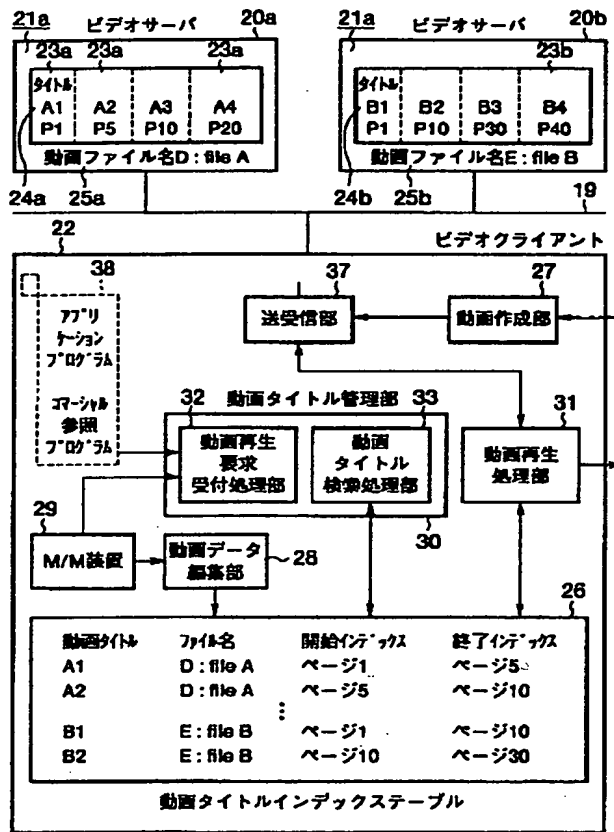 21a ビデオサーバ 20a
23a 23a 23a
タイトル
A1 A2 A3 A4
P1 P5 P10 P20
動画ファイル名D:file A
24a 25a
21a ビデオサーバ 20b
23b
タイトル
B1 B2 B3 B4
P1 P10 P30 P40
動画ファイル名E:file B
24b 25b 19
22 ビデオクライアント
38 37 27
アプリ
ケーション
プログラム
コマーシャル
参照
プログラム
送受信部 動画作成部
動画タイトル管理部
32 33 31
動画再生
要求
受付処理部
動画
タイトル
検索処理部
動画再生
処理部
30
29
M/M装置
動画データ
編集部
28
26
動画タイトル ファイル名 開始インデックス 終了インデックス
A1 D:file A ページ1 ページ5
A2 D:file A ページ5 ページ10
⋮
B1 E:file B ページ1 ページ10
B2 E:file B ページ10 ページ30
動画タイトルインデックステーブル